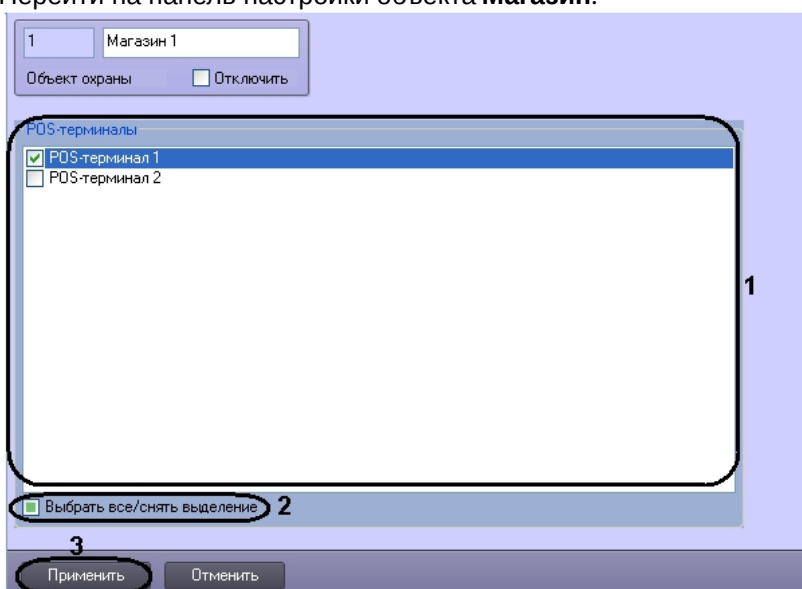 Перейти на панель настройки объекта Магазин.
1 Магазин 1
Объект охраны Отключить
POS-терминалы
POS-терминал 1
POS-терминал 2
1
Выбрать все/снять выделение 2
3
Применить Отменить